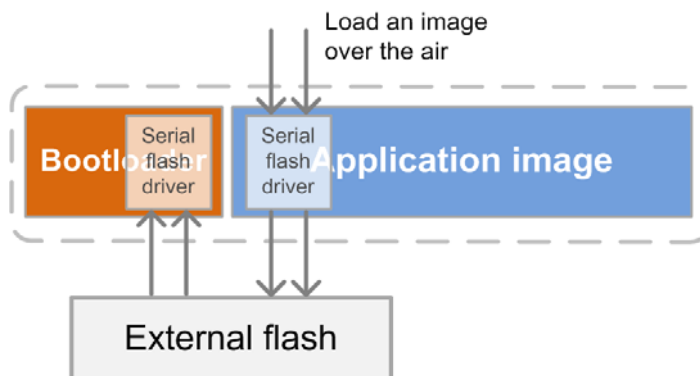 Load an image
over the air
Bootloader
Serial
flash
driver
Serial
flash
driver
Application image
External flash